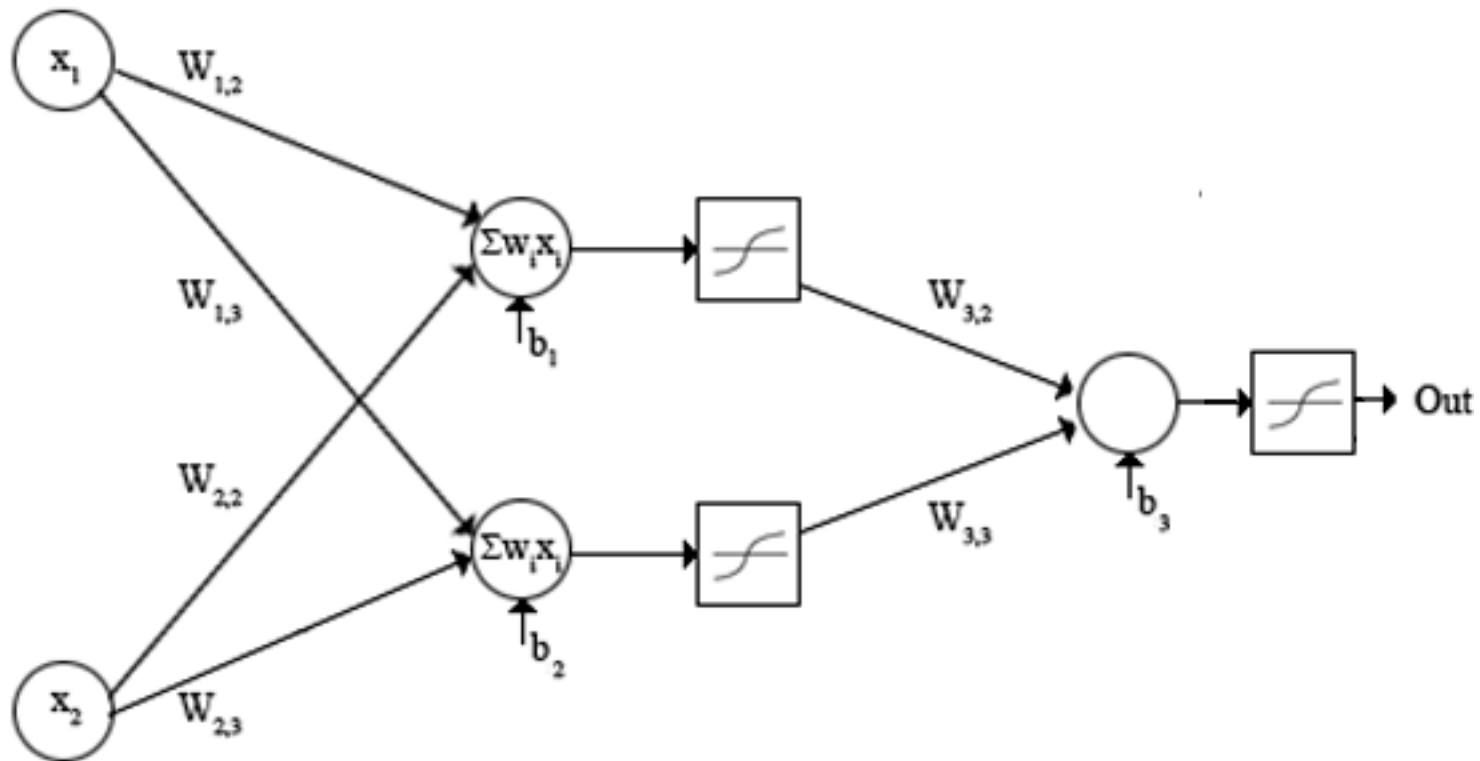 x₁
W₁,₂
Σwᵢxᵢ
W₁,₃
W₃,₂
b₁
Out
W₂,₂
b₃
W₃,₃
Σwᵢxᵢ
b₂
x₂
W₂,₃